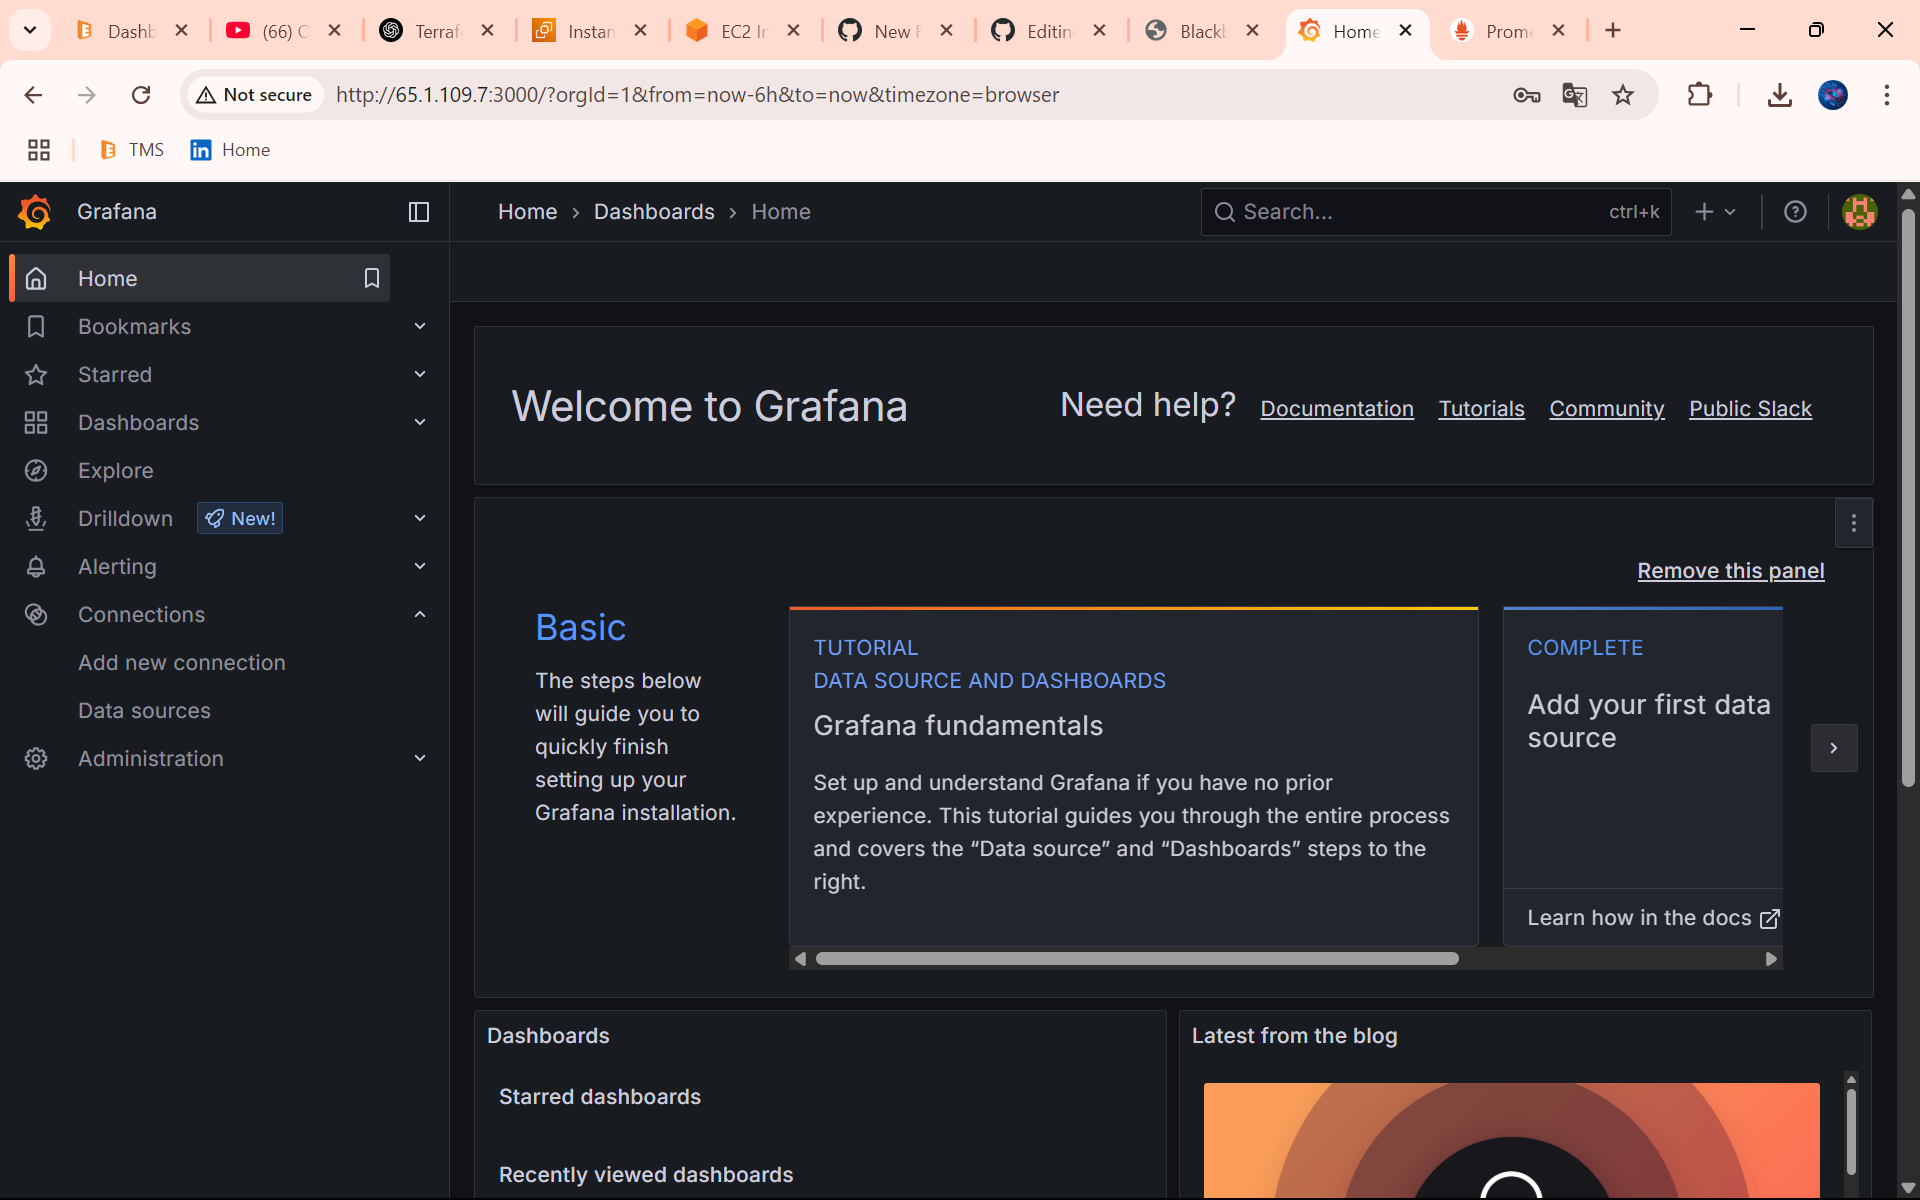 Dashb
(66) C
Terraf
Instan
EC2 In
New F
Editin
Blackb
Home
Prome
Not secure
http://65.1.109.7:3000/?orgId=1&from=now-6h&to=now&timezone=browser
TMS
Home
Grafana
Home
Bookmarks
Starred
Dashboards
Explore
Drilldown New!
Alerting
Connections
Add new connection
Data sources
Administration
Home › Dashboards › Home
Search... ctrl+k
Welcome to Grafana
Need help? Documentation Tutorials Community Public Slack
Remove this panel
Basic
The steps below
will guide you to
quickly finish
setting up your
Grafana installation.
TUTORIAL
DATA SOURCE AND DASHBOARDS
Grafana fundamentals
Set up and understand Grafana if you have no prior
experience. This tutorial guides you through the entire process
and covers the “Data source” and “Dashboards” steps to the
right.
COMPLETE
Add your first data
source
Learn how in the docs
Dashboards
Starred dashboards
Recently viewed dashboards
Latest from the blog